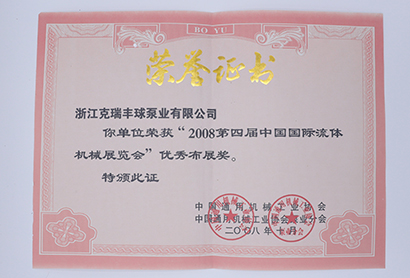 BO YU
荣誉证书
浙江克瑞丰球泵业有限公司
你单位荣获“2008第四届中国国际流体
机械展览会”优秀布展奖。
特颁此证
中国通用机械工业协会
中国通用机械工业协会泵业分会
二〇〇八年十月